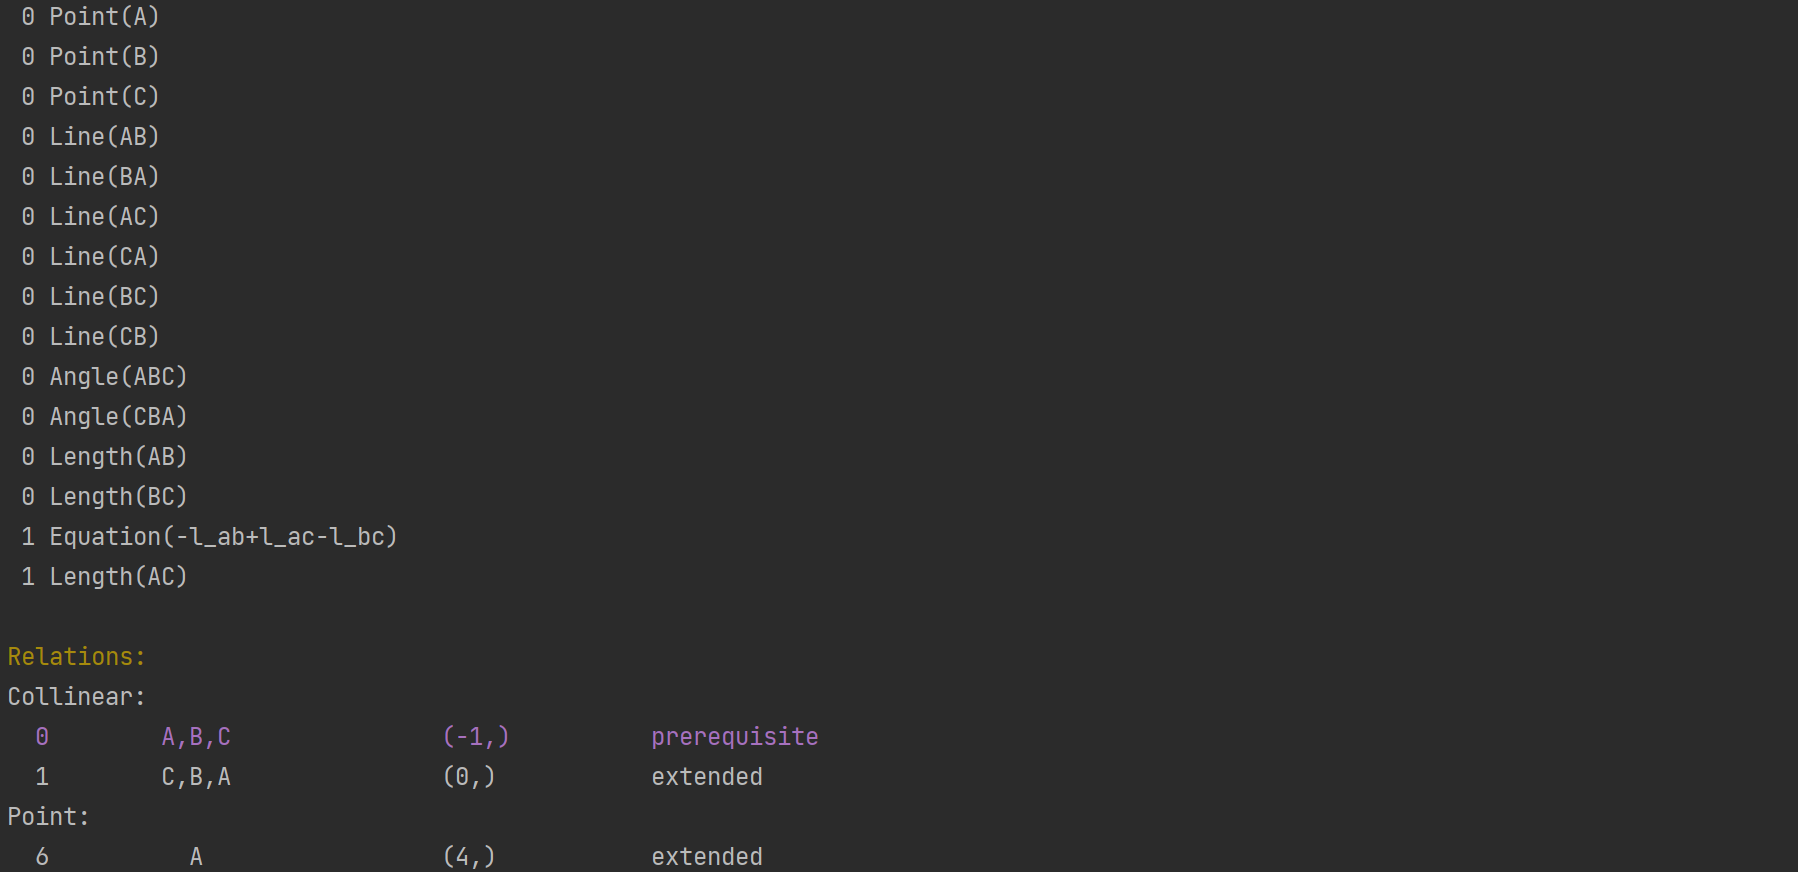 0 Point(A)
0 Point(B)
0 Point(C)
0 Line(AB)
0 Line(BA)
0 Line(AC)
0 Line(CA)
0 Line(BC)
0 Line(CB)
0 Angle(ABC)
0 Angle(CBA)
0 Length(AB)
0 Length(BC)
1 Equation(-l_ab+l_ac-l_bc)
1 Length(AC)
Relations:
Collinear:
0 A,B,C (-1,) prerequisite
1 C,B,A (0,) extended
Point:
6 A (4,) extended